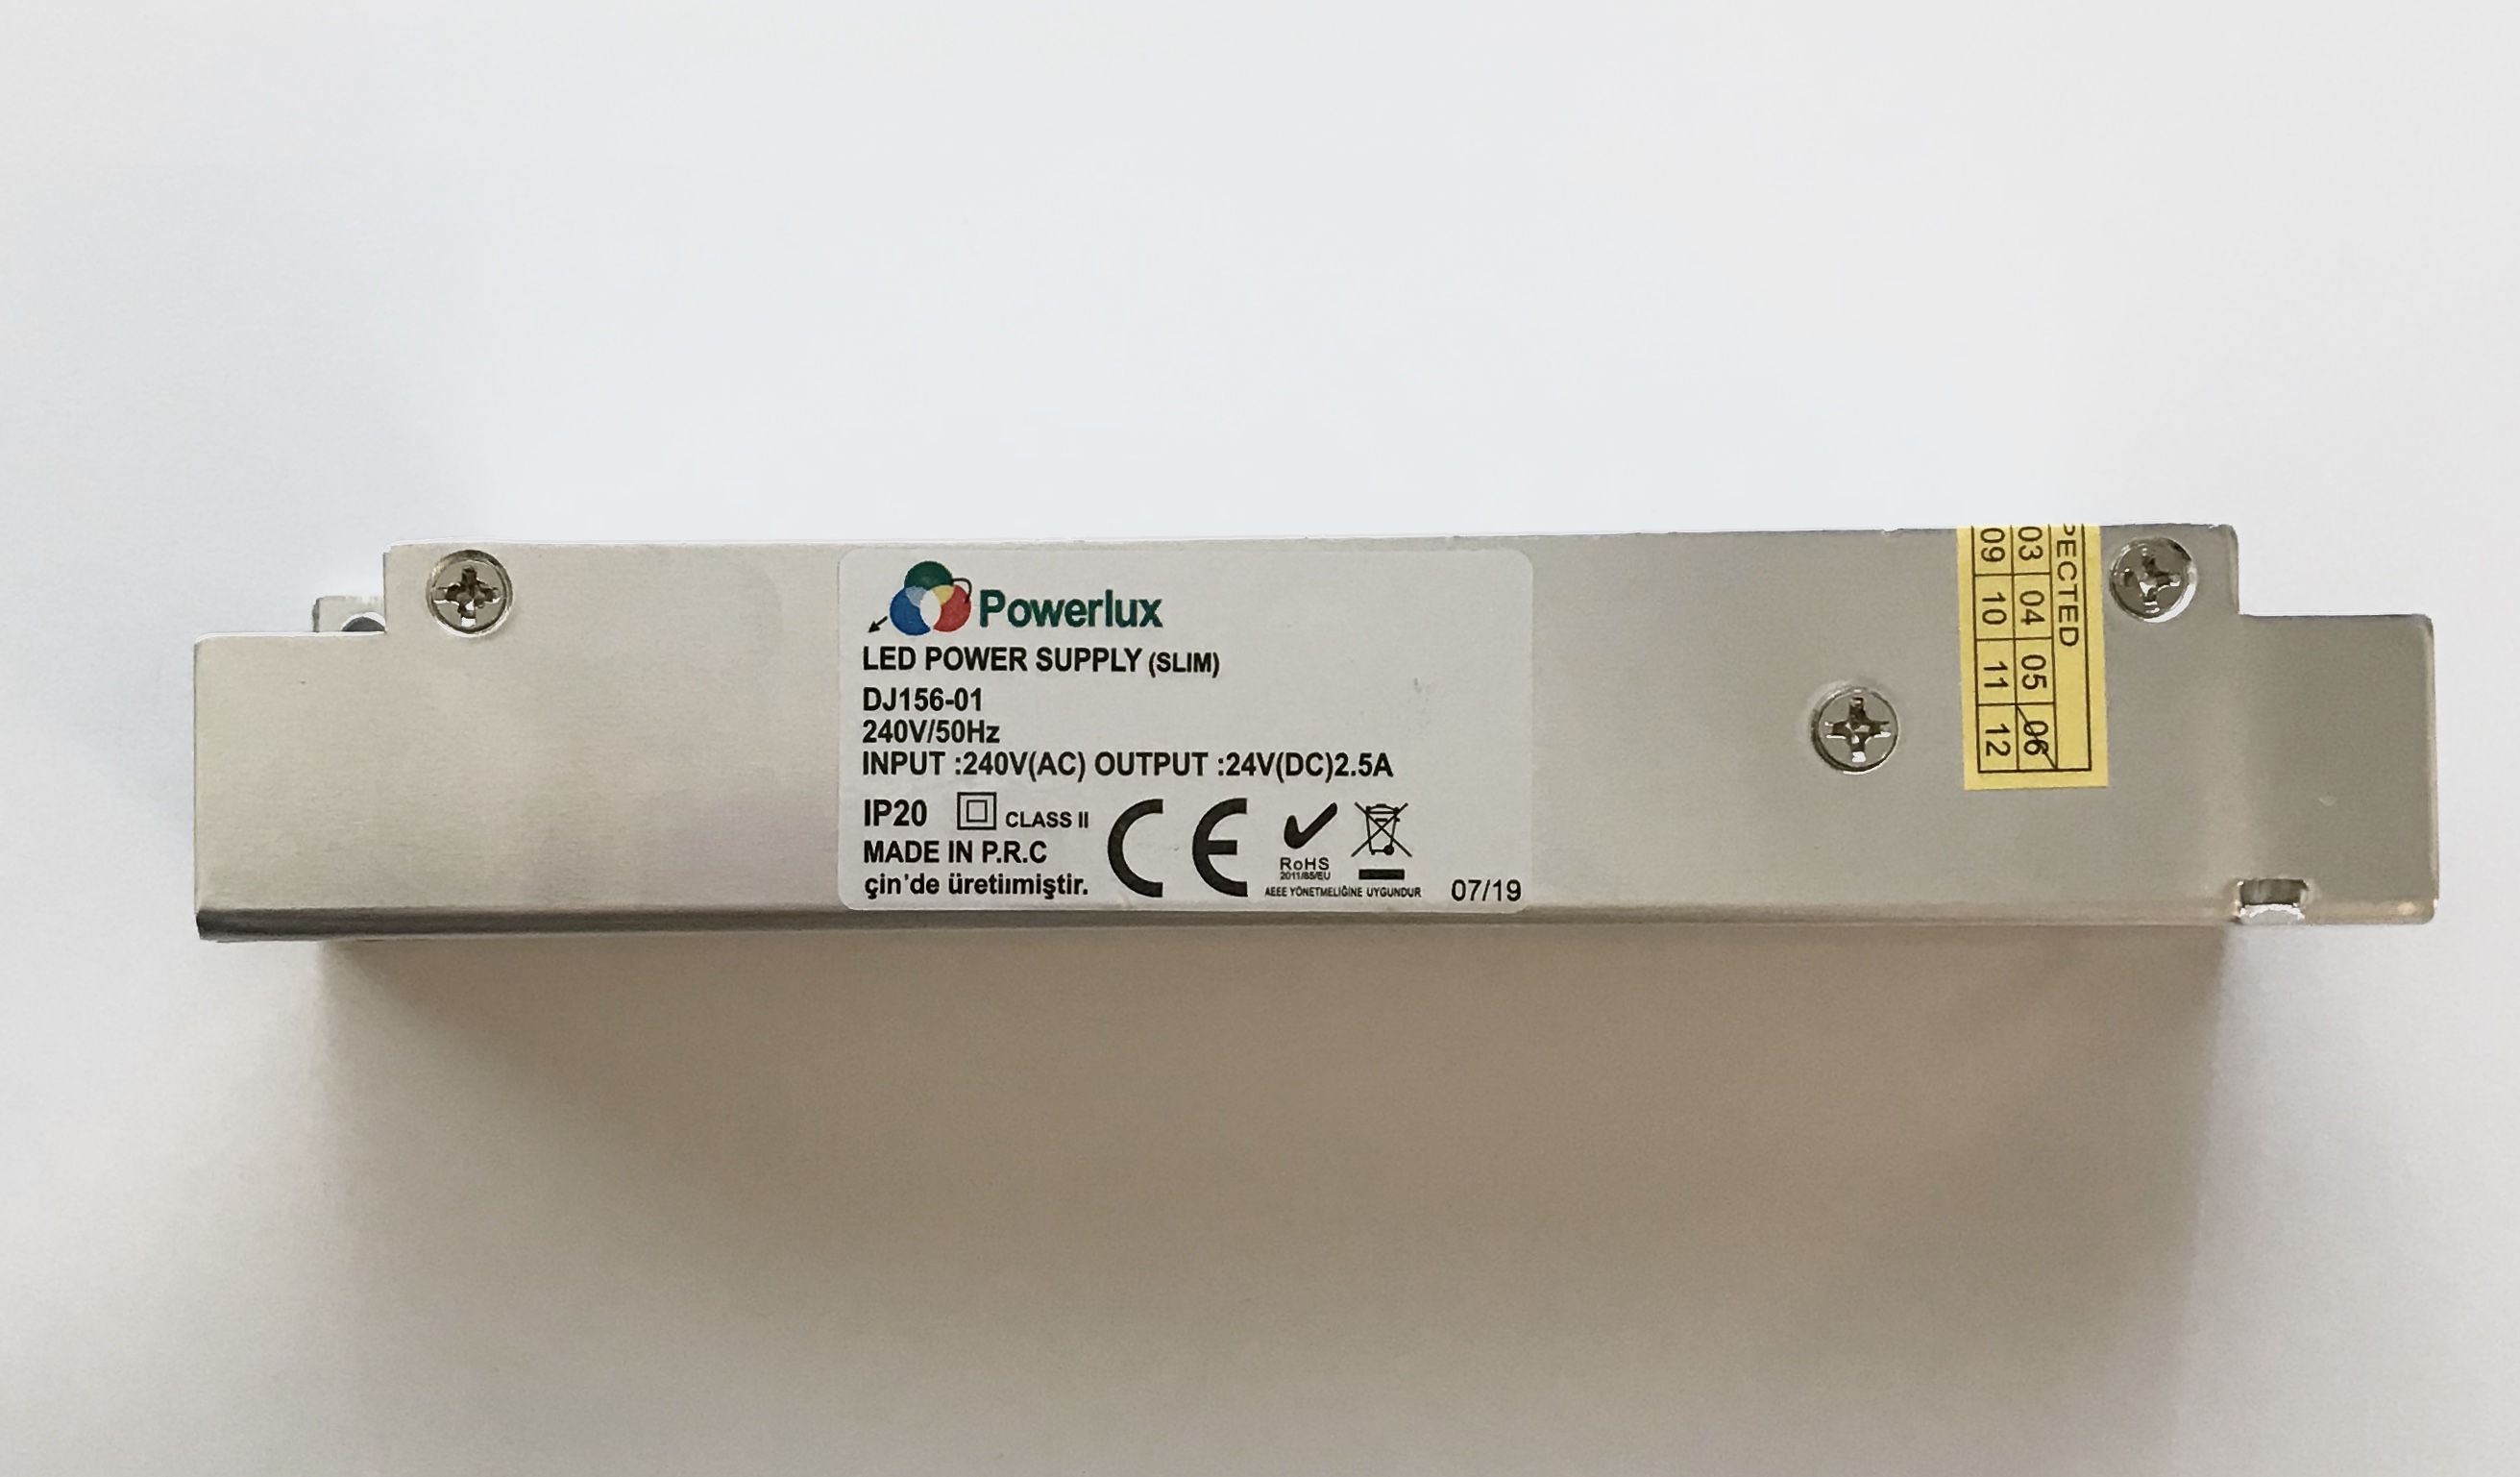 Powerlux
LED POWER SUPPLY (SLIM)
DJ156-01
240V/50Hz
INPUT :240V(AC) OUTPUT :24V(DC)2.5A
IP20 CLASS II
MADE IN P.R.C
çin'de üretiımiştir.
CE
RoHS
2011/65/EU
AEEE YÖNETMELİĞİNE UYGUNDUR
07/19
PECTED
03 04 05 06
09 10 11 12